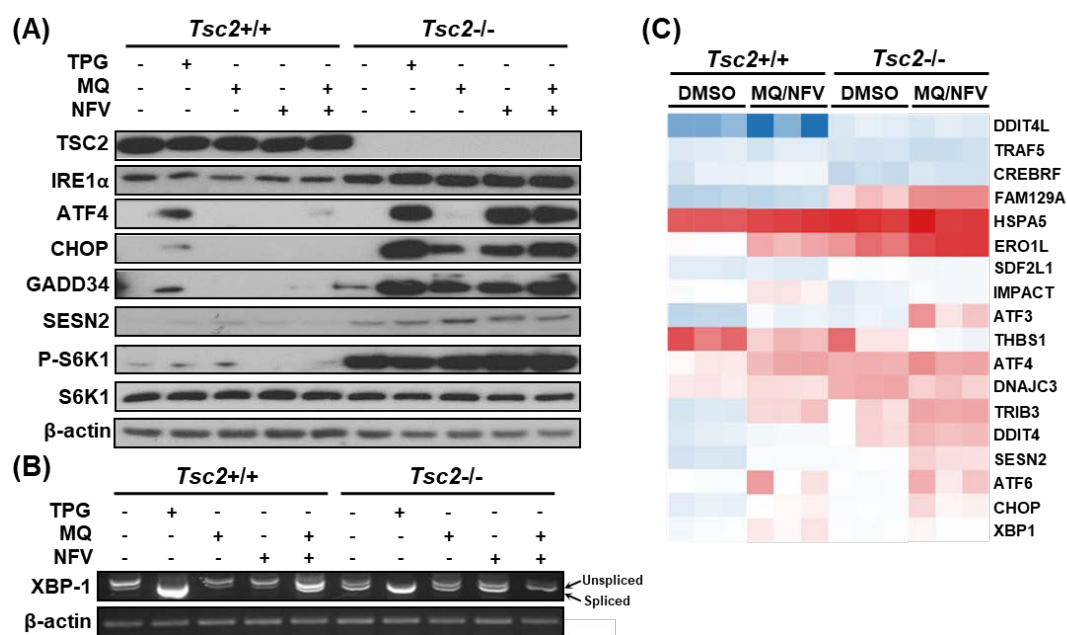 (A)
Tsc2+/+ Tsc2-/-
TPG - + - - - - + - - -
MQ - - + - + - - + - +
NFV - - - + + - - - + +
TSC2
IRE1α
ATF4
CHOP
GADD34
SESN2
P-S6K1
S6K1
β-actin
(B)
Tsc2+/+ Tsc2-/-
TPG - + - - - - + - - -
MQ - - + - + - - + - +
NFV - - - + + - - - + +
XBP-1
Unspliced
Spliced
β-actin
(C)
Tsc2+/+ Tsc2-/-
DMSO MQ/NFV DMSO MQ/NFV
DDIT4L
TRAF5
CREBRF
FAM129A
HSPA5
ERO1L
SDF2L1
IMPACT
ATF3
THBS1
ATF4
DNAJC3
TRIB3
DDIT4
SESN2
ATF6
CHOP
XBP1